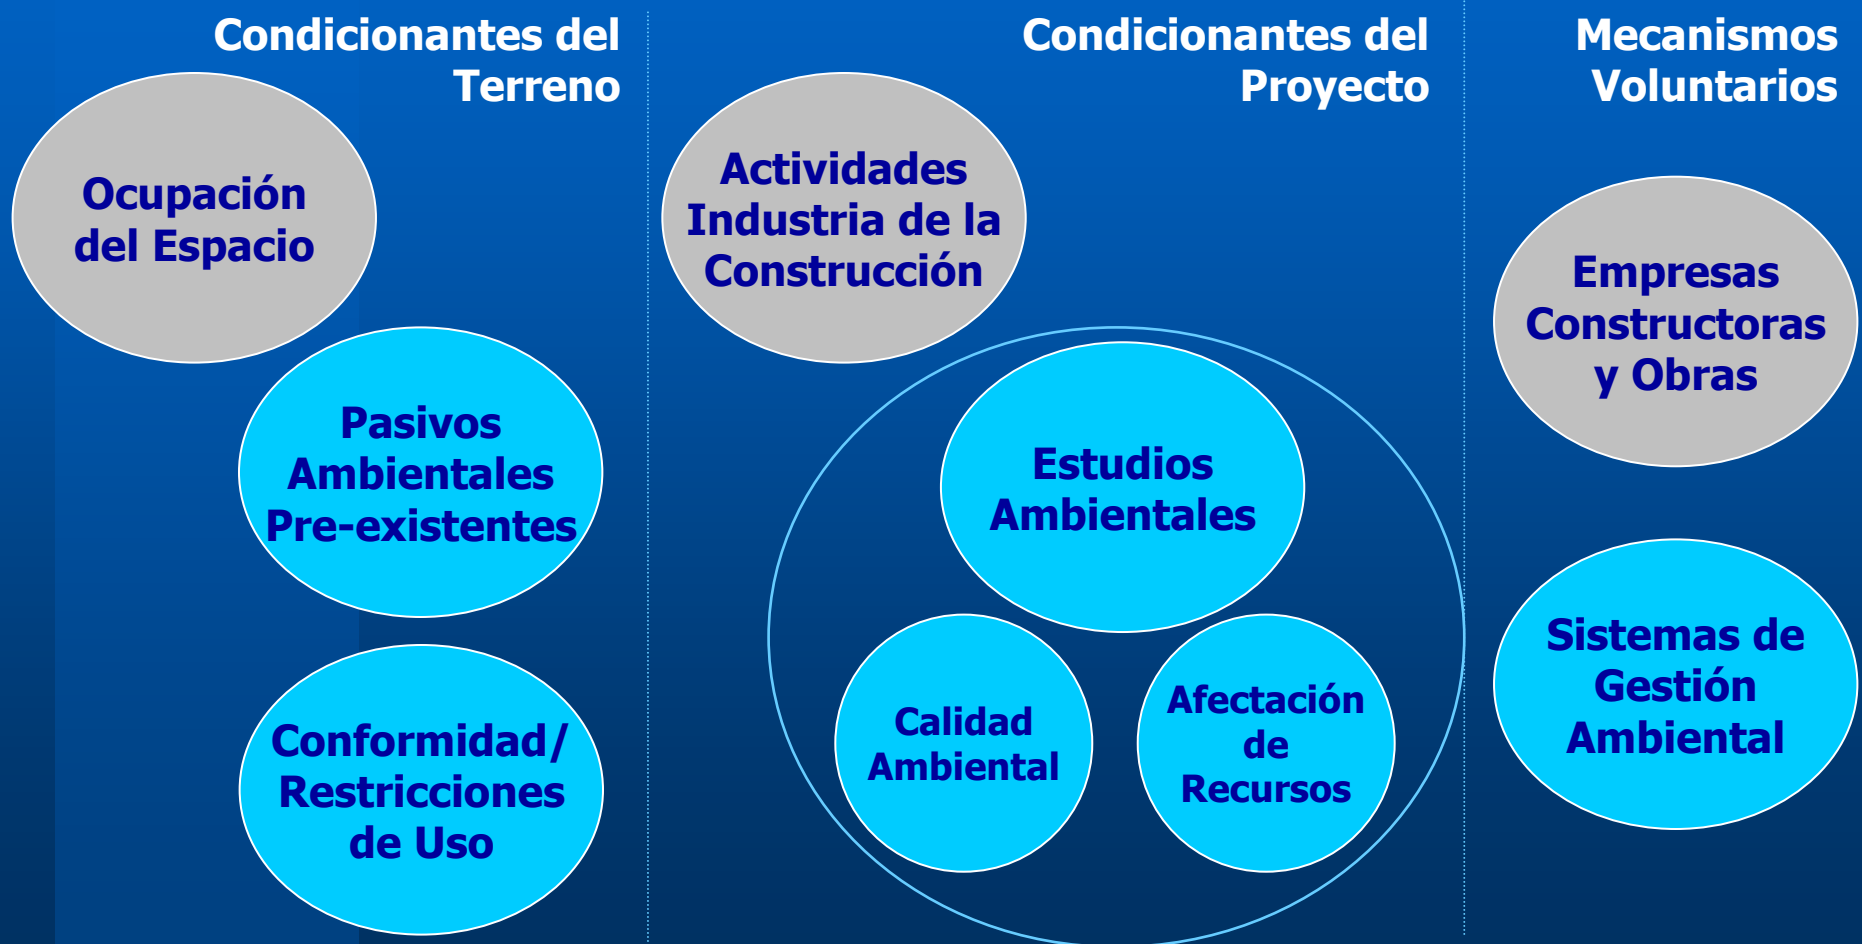 Condicionantes del
Terreno
Ocupación
del Espacio
Pasivos
Ambientales
Pre-existentes
Conformidad/
Restricciones
de Uso
Condicionantes del
Proyecto
Actividades
Industria de la
Construcción
Estudios
Ambientales
Calidad
Ambiental
Afectación
de
Recursos
Mecanismos
Voluntarios
Empresas
Constructoras
y Obras
Sistemas de
Gestión
Ambiental